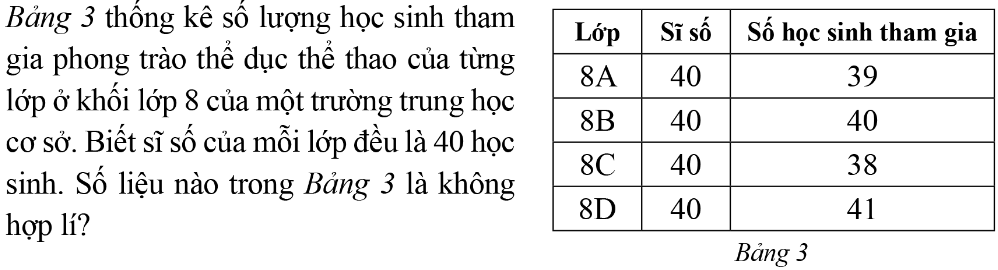 Bảng 3 thống kê số lượng học sinh tham
gia phong trào thể dục thể thao của từng
lớp ở khối lớp 8 của một trường trung học
cơ sở. Biết sĩ số của mỗi lớp đều là 40 học
sinh. Số liệu nào trong Bảng 3 là không
hợp lí?
Lớp Sĩ số Số học sinh tham gia
8A 40 39
8B 40 40
8C 40 38
8D 40 41
Bảng 3